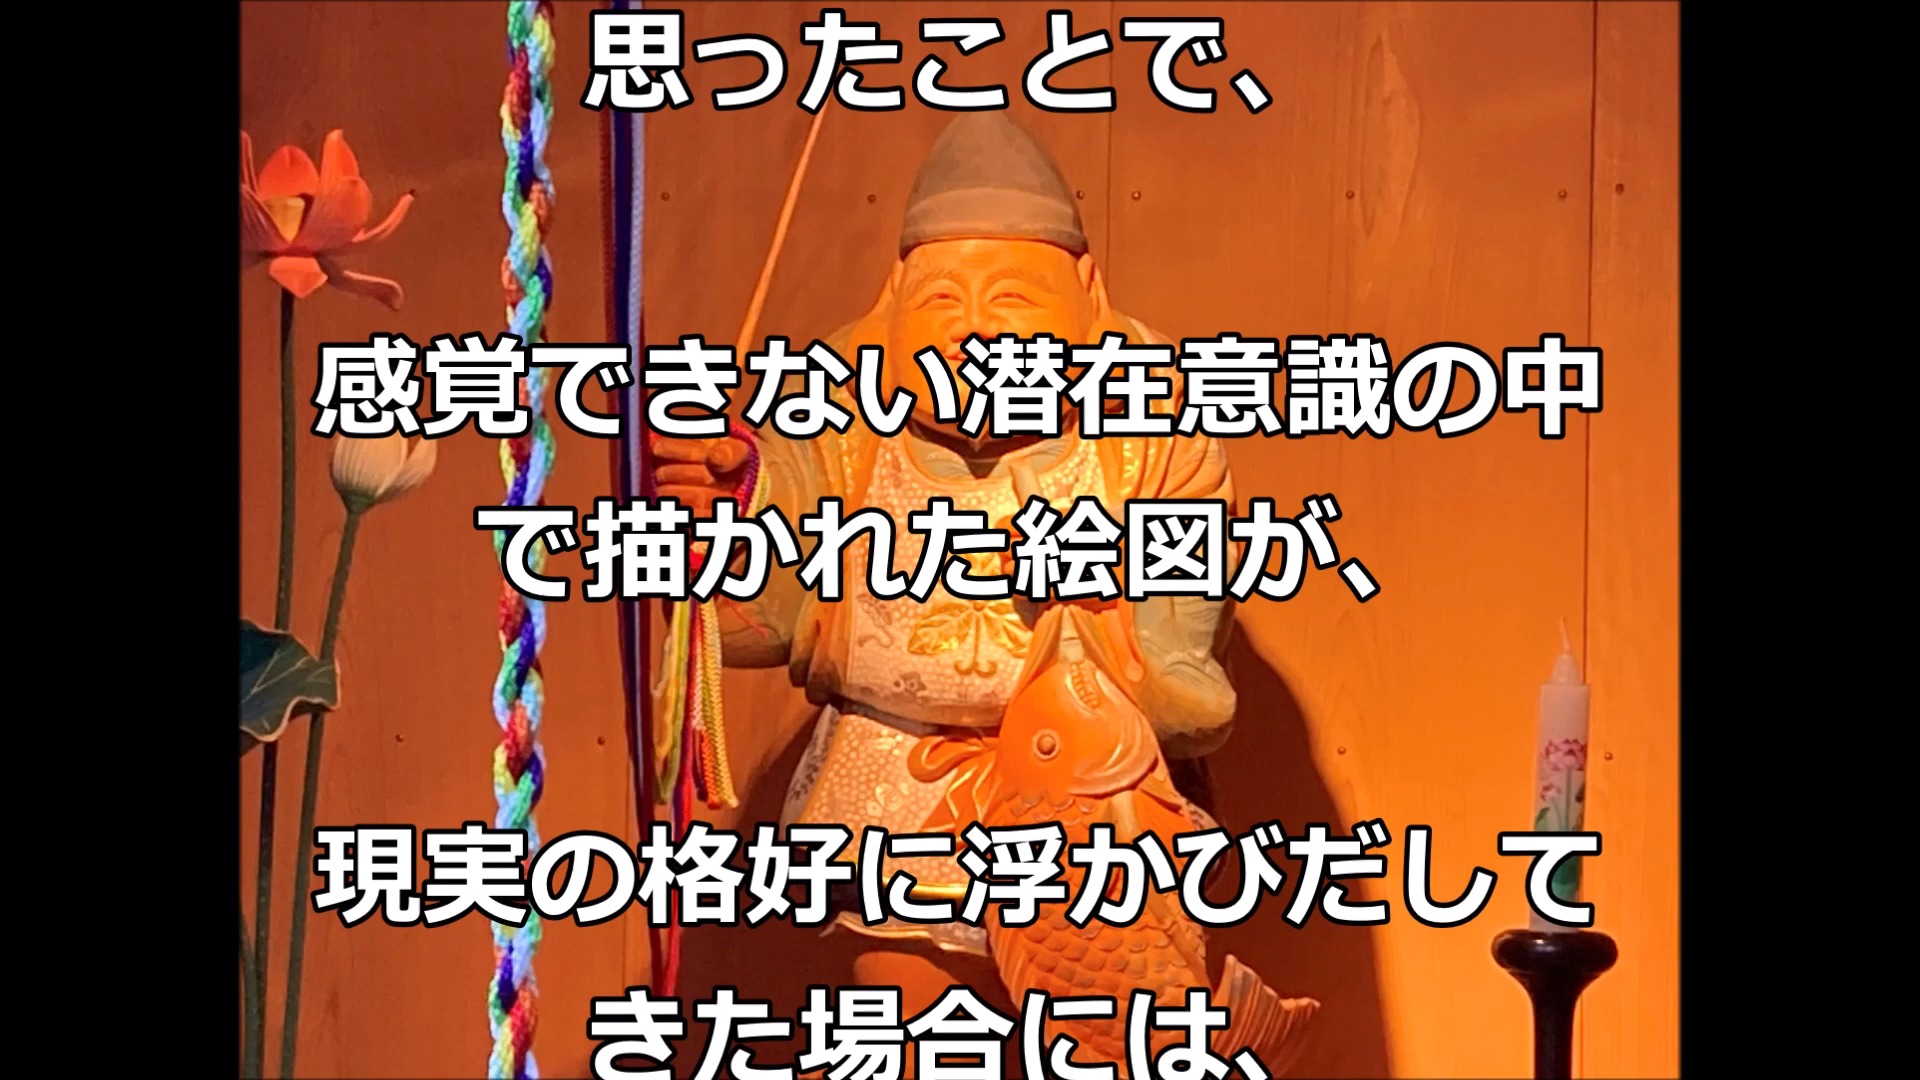 思ったことで、
感覚できない潜在意識の中
で描かれた絵図が、
現実の格好に浮かびだして
きた場合には、